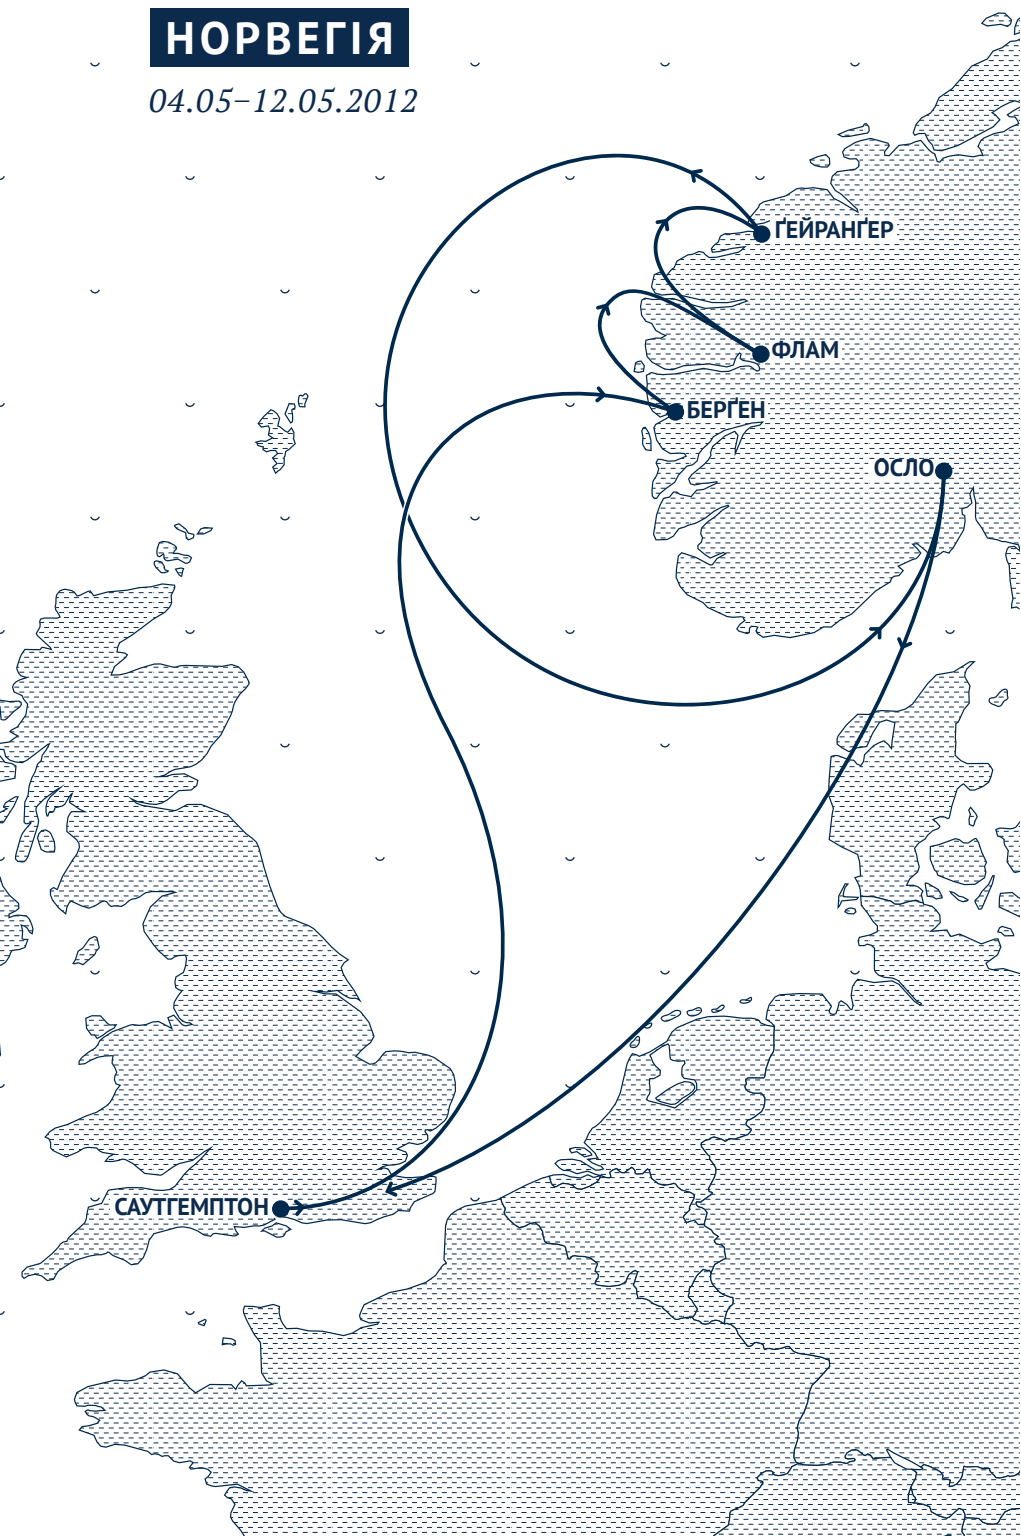 НОРВЕГІЯ
04.05–12.05.2012
ҐЕЙРАНҐЕР
ФЛАМ
БЕРҐЕН
ОСЛО
САУТГЕМПТОН